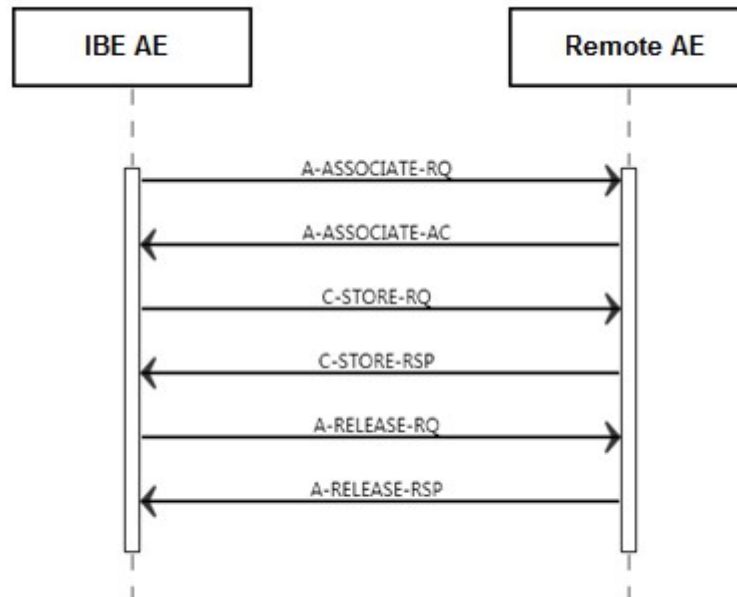 IBE AE
Remote AE
A-ASSOCIATE-RQ
A-ASSOCIATE-AC
C-STORE-RQ
C-STORE-RSP
A-RELEASE-RQ
A-RELEASE-RSP